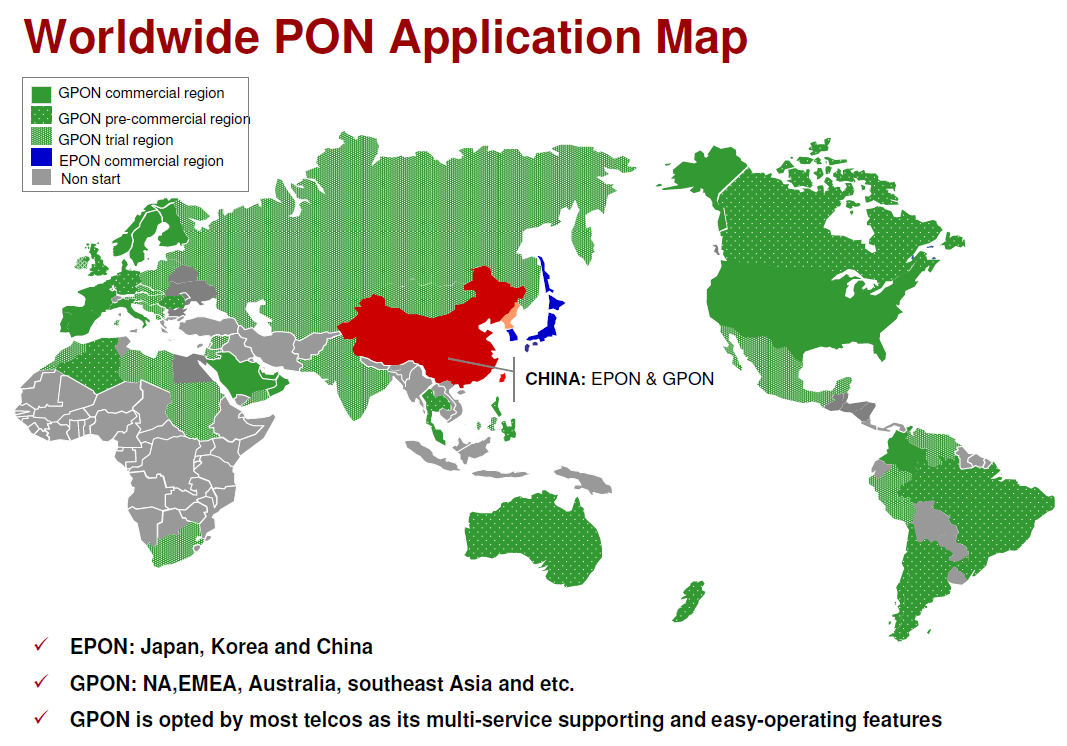 Worldwide PON Application Map
GPON commercial region
GPON pre-commercial region
GPON trial region
EPON commercial region
Non start
CHINA: EPON & GPON
✓ EPON: Japan, Korea and China
✓ GPON: NA,EMEA, Australia, southeast Asia and etc.
✓ GPON is opted by most telcos as its multi-service supporting and easy-operating features